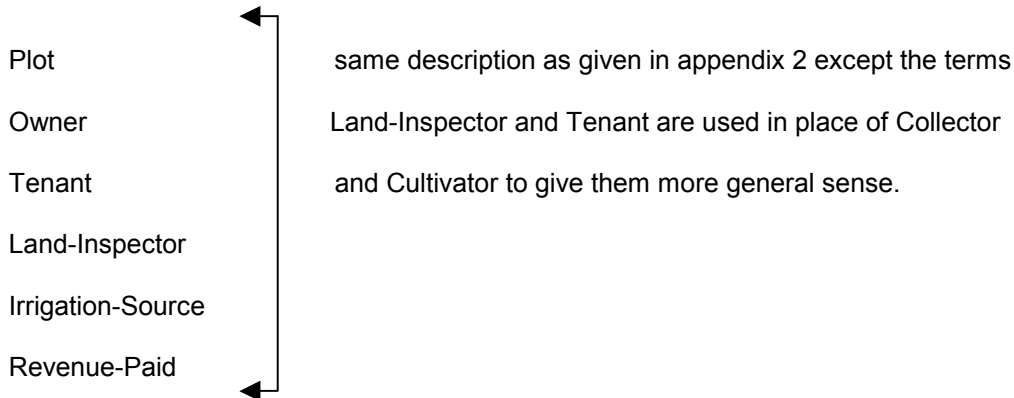 Plot same description as given in appendix 2 except the terms
Owner Land-Inspector and Tenant are used in place of Collector
Tenant and Cultivator to give them more general sense.
Land-Inspector
Irrigation-Source
Revenue-Paid